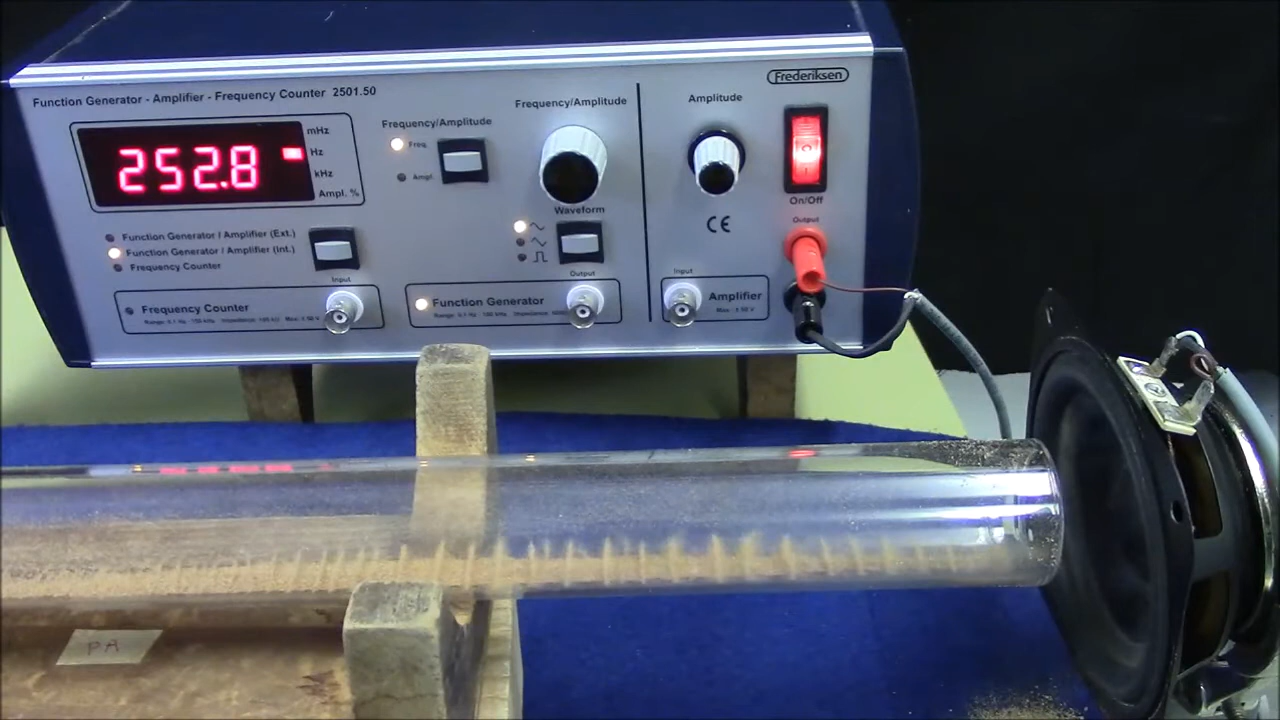 Frederiksen
Function Generator - Amplifier - Frequency Counter 2501.50
Frequency/Amplitude
Amplitude
Frequency/Amplitude
mHz
Hz
kHz
Ampl. %
252.8
Freq.
Ampl.
On/Off
Waveform
Output
Function Generator / Amplifier (Ext.)
Function Generator / Amplifier (Int.)
Frequency Counter
Input
Output
Input
CE
Frequency Counter
Function Generator
Amplifier
PA